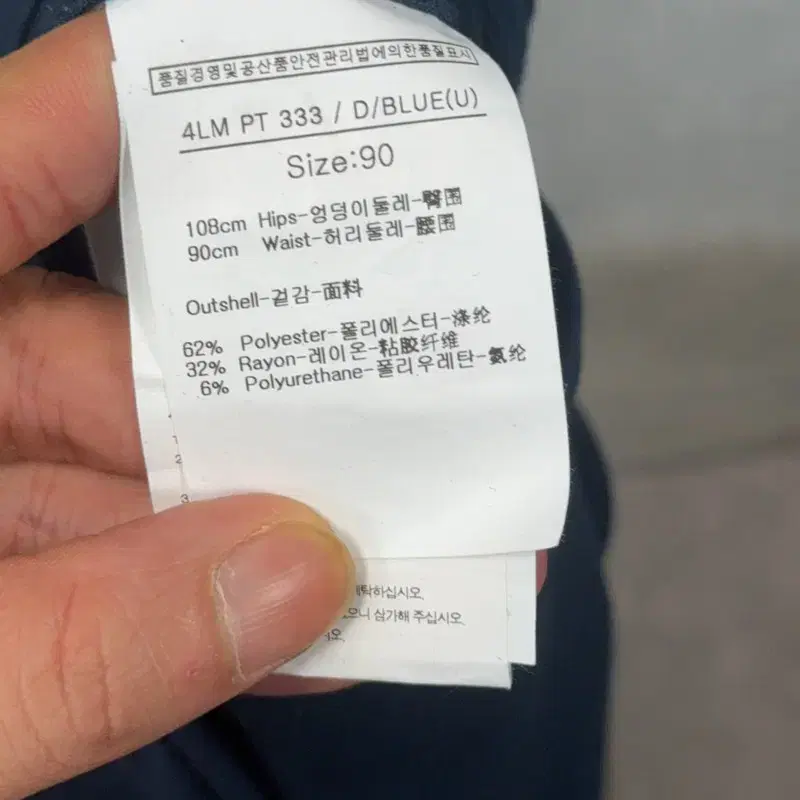 품질경영및공산품안전관리법에의한품질표시
4LM PT 333 / D/BLUE(U)
Size:90
108cm Hips-엉덩이둘레-臀围
90cm Waist-허리둘레-腰围
Outshell-겉감-面料
62% Polyester-폴리에스터-涤纶
32% Rayon-레이온-粘胶纤维
6% Polyurethane-폴리우레탄-氨纶
2
3
탁하십시오.
삼가해 주십시오.